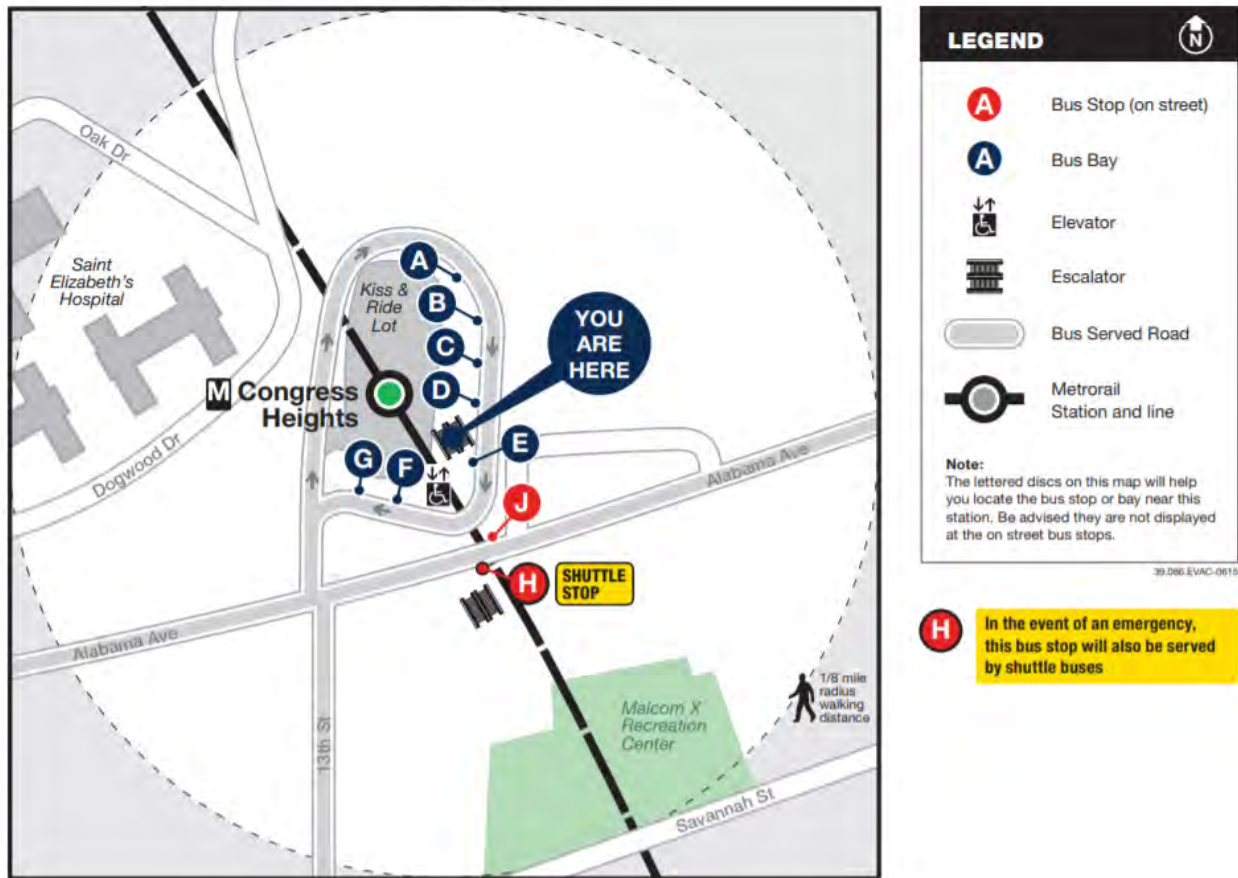 Oak Dr
Saint
Elizabeth's
Hospital
Kiss &
Ride
Lot
A
B
C
D
YOU
ARE
HERE
M Congress
Heights
Dogwood Dr
G
F
E
J
Alabama Ave
H
SHUTTLE
STOP
Alabama Ave
13th St
Malcom X
Recreation
Center
1/8 mile
radius
walking
distance
Savannah St
LEGEND
N
A Bus Stop (on street)
A Bus Bay
Elevator
Escalator
Bus Served Road
Metrorail
Station and line
Note:
The lettered discs on this map will help
you locate the bus stop or bay near this
station. Be advised they are not displayed
at the on street bus stops.
39.086.EVAC-0615
H
In the event of an emergency,
this bus stop will also be served
by shuttle buses